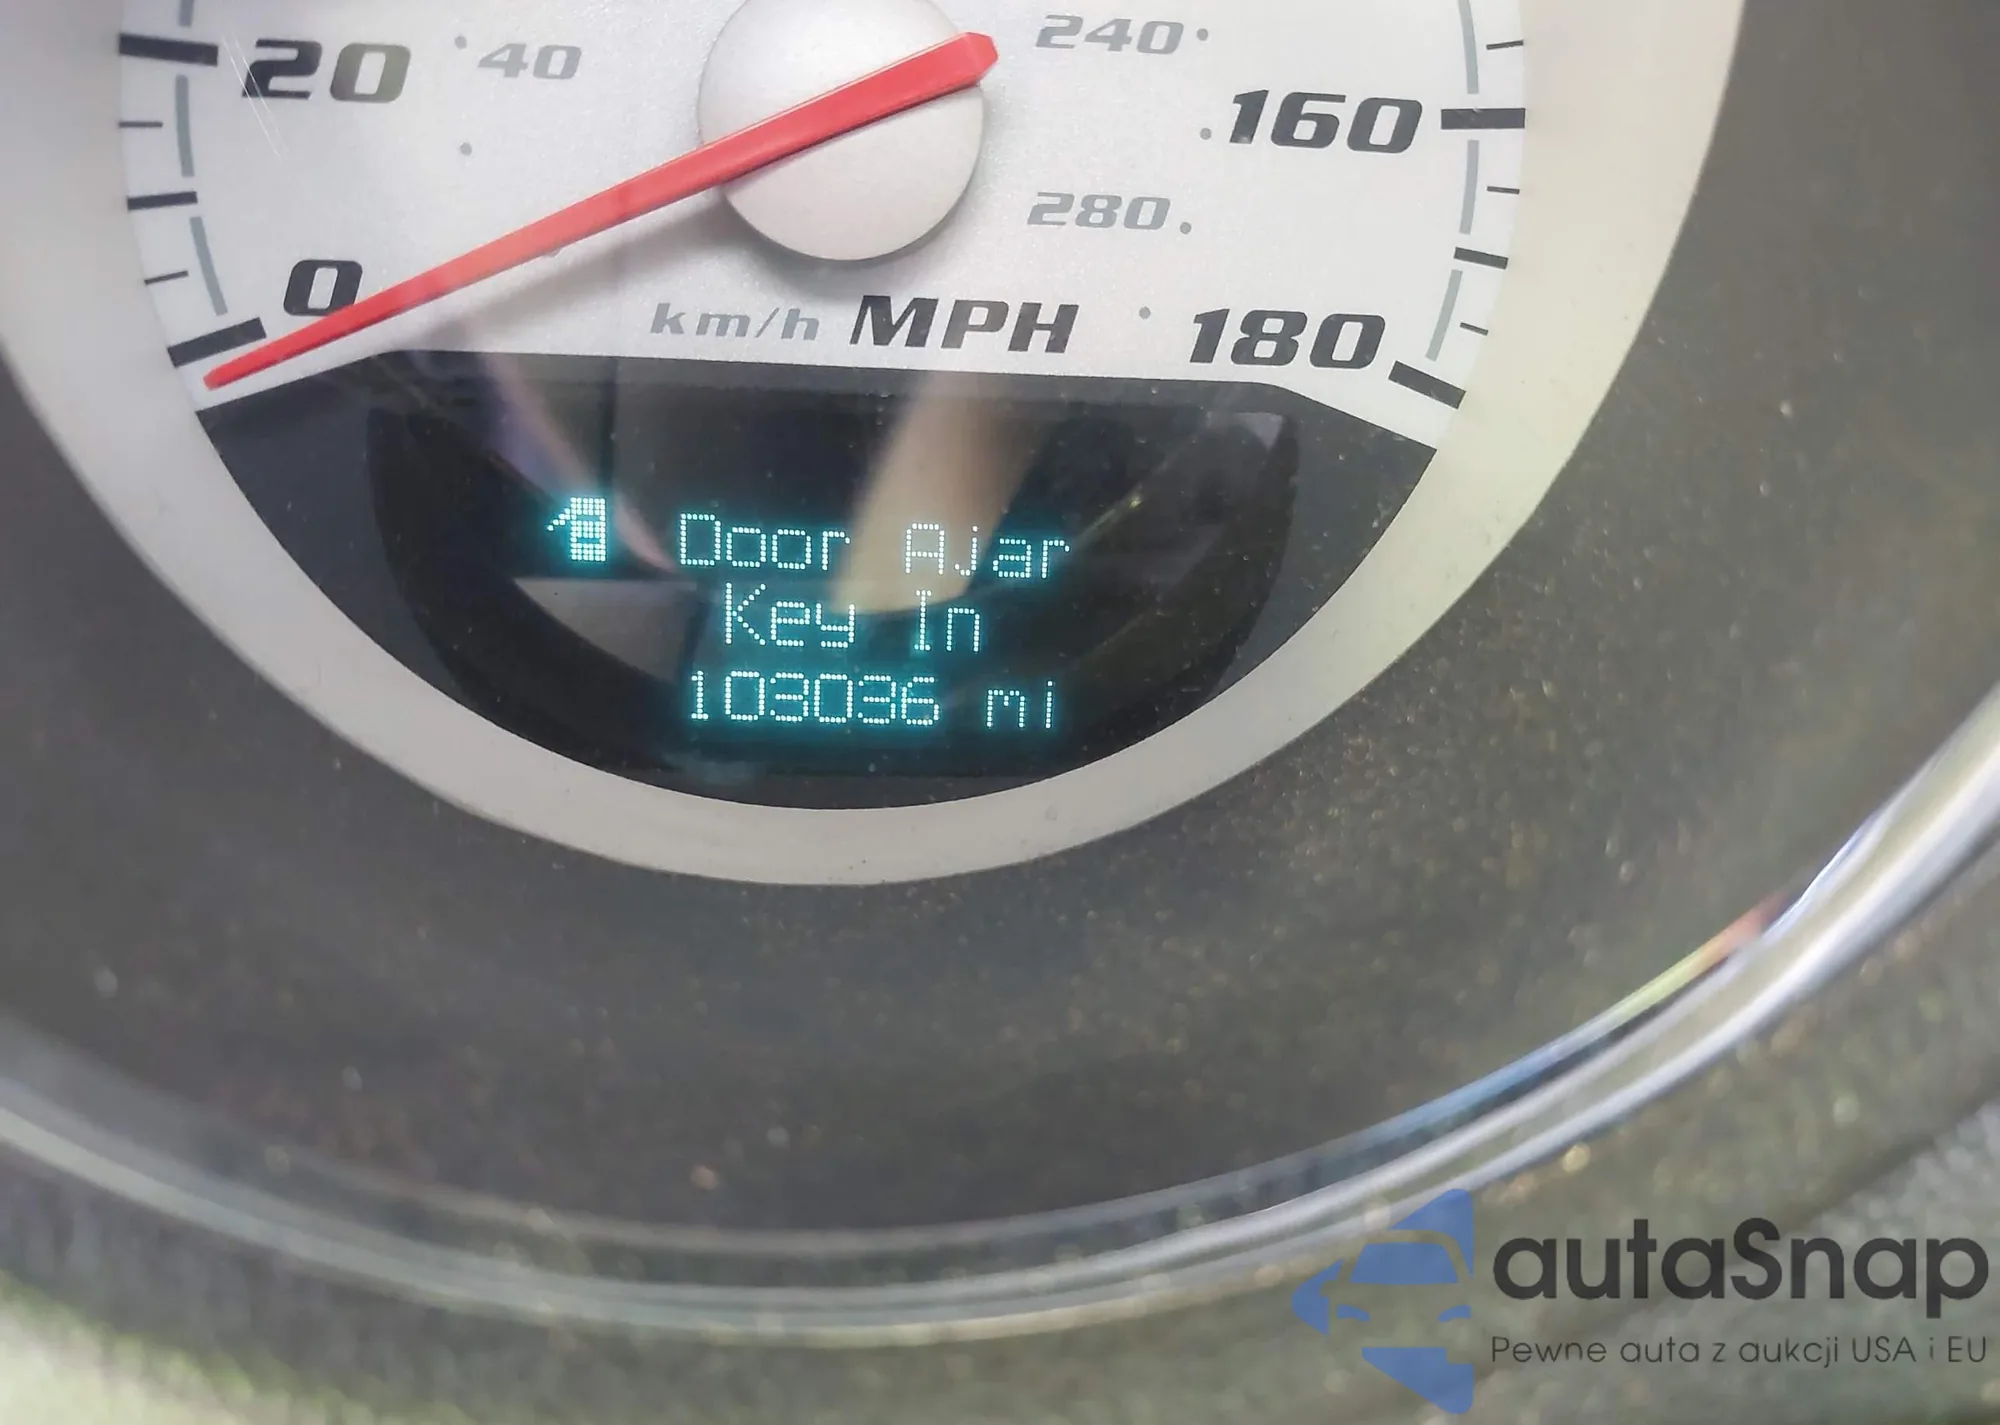 20
40
240
160
280
0
km/h MPH
180
Door Ajar
Key In
103036 mi
autaSnap
Pewne auta z aukcji USA i EU